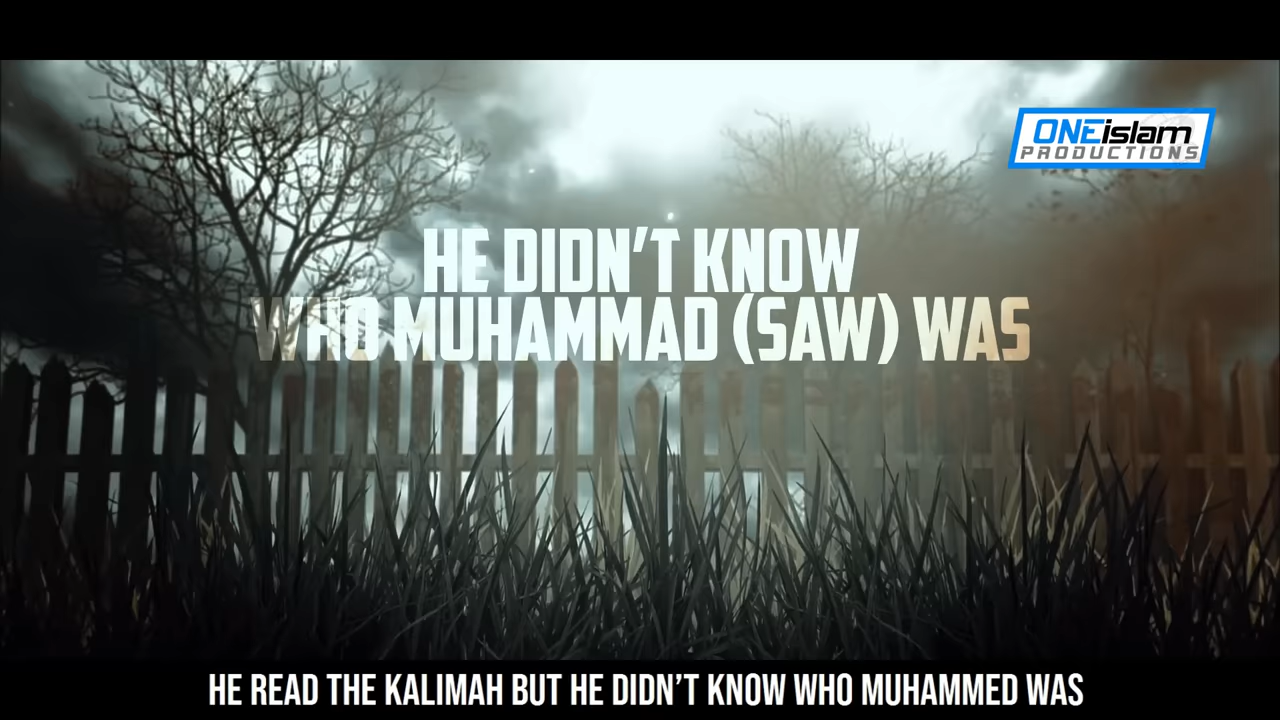 ONEislam
PRODUCTIONS
HE DIDN'T KNOW
WHO MUHAMMAD (SAW) WAS
HE READ THE KALIMAH BUT HE DIDN'T KNOW WHO MUHAMMED WAS